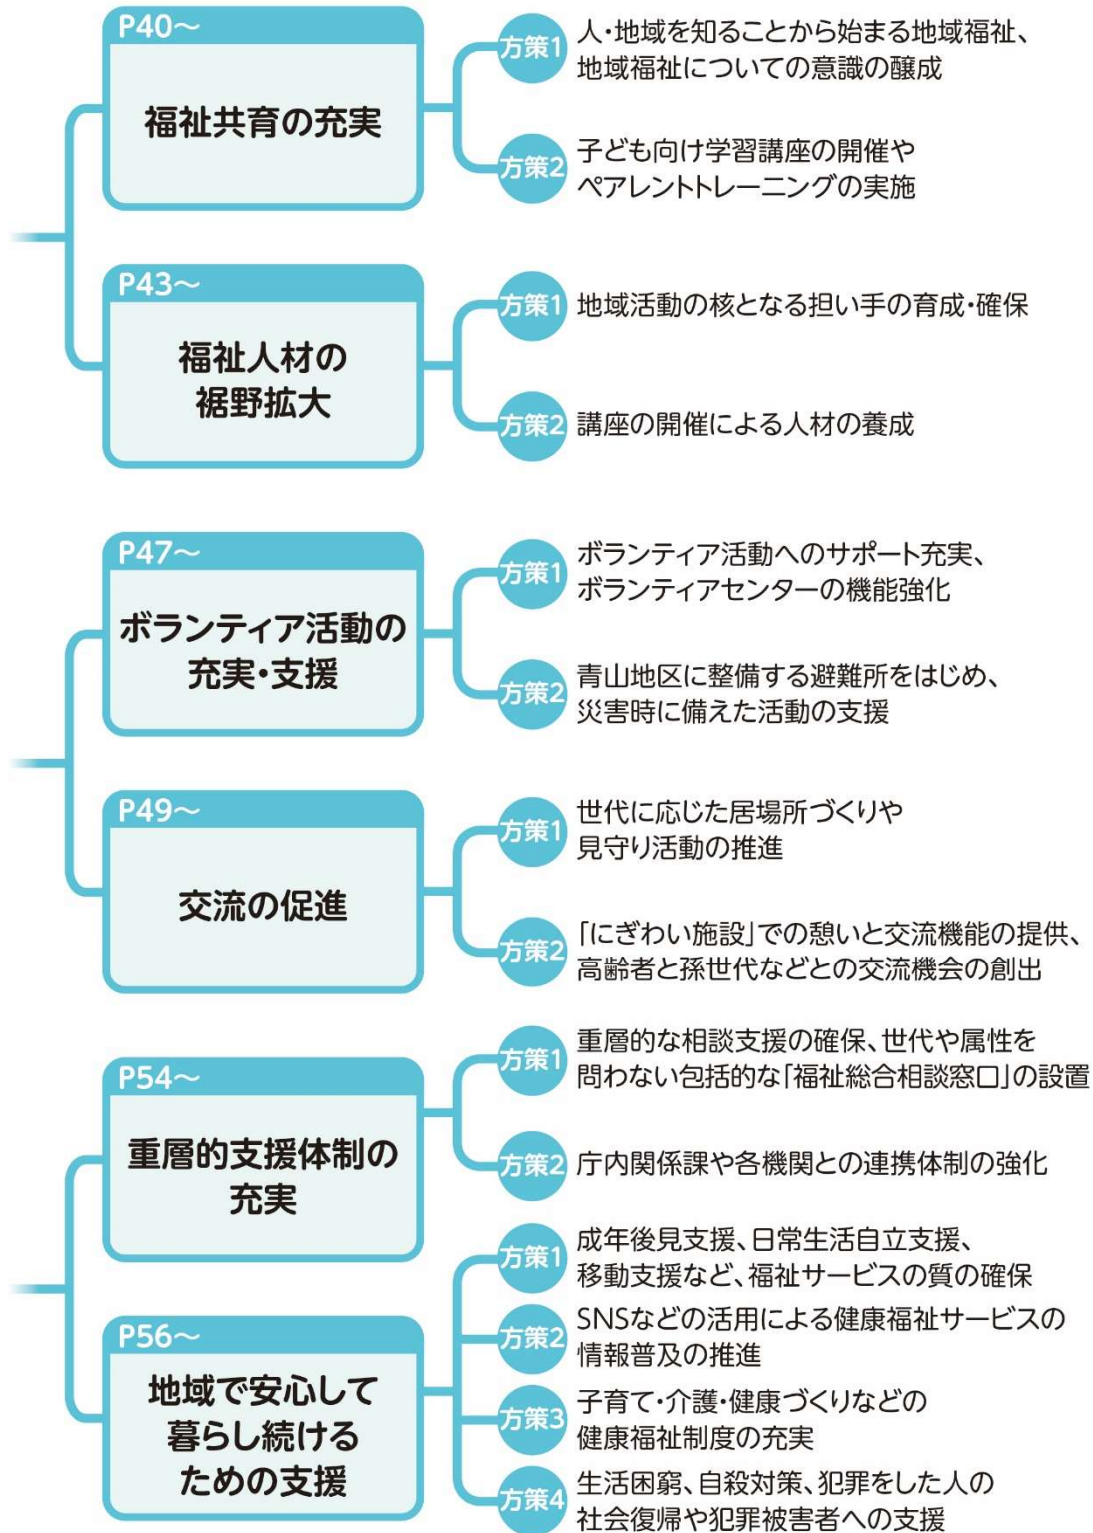 P40～
福祉共育の充実
方策1
人・地域を知ることから始まる地域福祉、
地域福祉についての意識の醸成
方策2
子ども向け学習講座の開催や
ペアレントトレーニングの実施
P43～
福祉人材の
裾野拡大
方策1
地域活動の核となる担い手の育成・確保
方策2
講座の開催による人材の養成
P47～
ボランティア活動の
充実・支援
方策1
ボランティア活動へのサポート充実、
ボランティアセンターの機能強化
方策2
青山地区に整備する避難所をはじめ、
災害時に備えた活動の支援
P49～
交流の促進
方策1
世代に応じた居場所づくりや
見守り活動の推進
方策2
「にぎわい施設」での憩いと交流機能の提供、
高齢者と孫世代などとの交流機会の創出
P54～
重層的支援体制の
充実
方策1
重層的な相談支援の確保、世代や属性を
問わない包括的な「福祉総合相談窓口」の設置
方策2
庁内関係課や各機関との連携体制の強化
P56～
地域で安心して
暮らし続ける
ための支援
方策1
成年後見支援、日常生活自立支援、
移動支援など、福祉サービスの質の確保
方策2
SNSなどの活用による健康福祉サービスの
情報普及の推進
方策3
子育て・介護・健康づくりなどの
健康福祉制度の充実
方策4
生活困窮、自殺対策、犯罪をした人の
社会復帰や犯罪被害者への支援